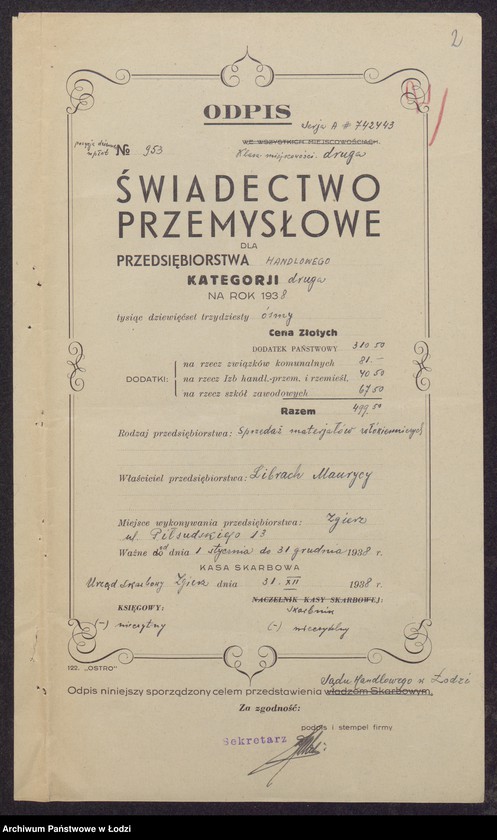 2
ODPIS
Serja A # 742443
WE WSZYSTKICH MIEJSCOWOŚCIACH.
pozycja dziennika wpłat № 953
Klasa miejscowości druga
ŚWIADECTWO
PRZEMYSŁOWE
DLA
PRZEDSIĘBIORSTWA HANDLOWEGO
KATEGORJI druga
NA ROK 1938
tysiąc dziewięćset trzydziesty ósmy
Cena Złotych
DODATEK PAŃSTWOWY 310 50
na rzecz związków komunalnych 81.—
DODATKI: na rzecz Izb handl.-przem. i rzemieśl. 40 50
na rzecz szkół zawodowych 67 50
Razem 499.50
Rodzaj przedsiębiorstwa: Sprzedaż materjałów włókienniczych
Właściciel przedsiębiorstwa: Librach Maurycy
Miejsce wykonywania przedsiębiorstwa: Zgierz
ul. Piłsudskiego 13
Ważne do od dnia 1 stycznia do 31 grudnia 1938 r.
KASA SKARBOWA
Urząd Skarbowy Zgierz dnia 31. XII 1938 r.
NACZELNIK KASY SKARBOWEJ:
KSIĘGOWY: Skarbnik
(-) nieczytny (-) nieczytelny
122. „OSTRO”
Sądu Handlowego w Łodzi
Odpis niniejszy sporządzony celem przedstawienia władzom Skarbowym.
Za zgodność:
podpis i stempel firmy
Sekretarz
Archiwum Państwowe w Łodzi